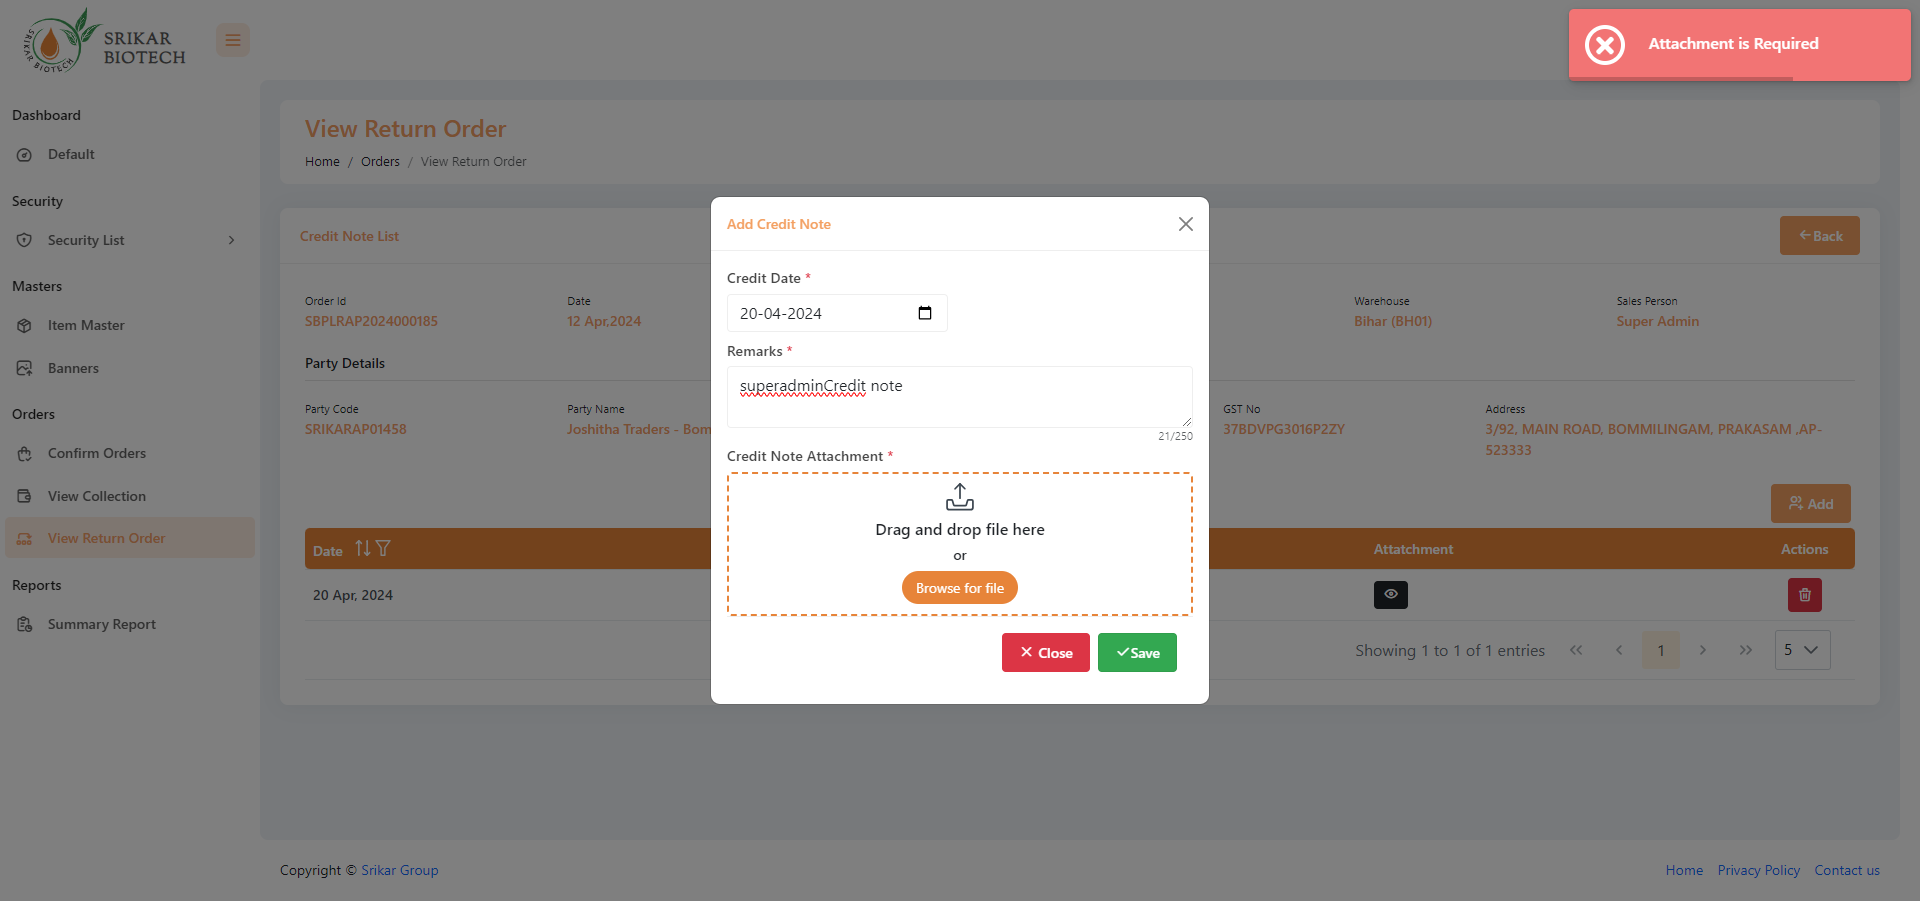 SRIKAR
BIOTECH
SRIKAR BIOTECH
Attachment is Required
Dashboard
Default
Security
Security List
Masters
Item Master
Banners
Orders
Confirm Orders
View Collection
View Return Order
Reports
Summary Report
View Return Order
Home / Orders / View Return Order
Credit Note List
Back
Order Id
SBPLRAP2024000185
Date
12 Apr,2024
Warehouse
Bihar (BH01)
Sales Person
Super Admin
Party Details
Party Code
SRIKARAP01458
Party Name
Joshitha Traders - Bom
GST No
37BDVPG3016P2ZY
Address
3/92, MAIN ROAD, BOMMILINGAM, PRAKASAM ,AP-
523333
Add
Date
Attatchment
Actions
20 Apr, 2024
Showing 1 to 1 of 1 entries
1
5
Add Credit Note
Credit Date *
20-04-2024
Remarks *
superadminCredit note
21/250
Credit Note Attachment *
Drag and drop file here
or
Browse for file
Close
Save
Copyright © Srikar Group
Home Privacy Policy Contact us